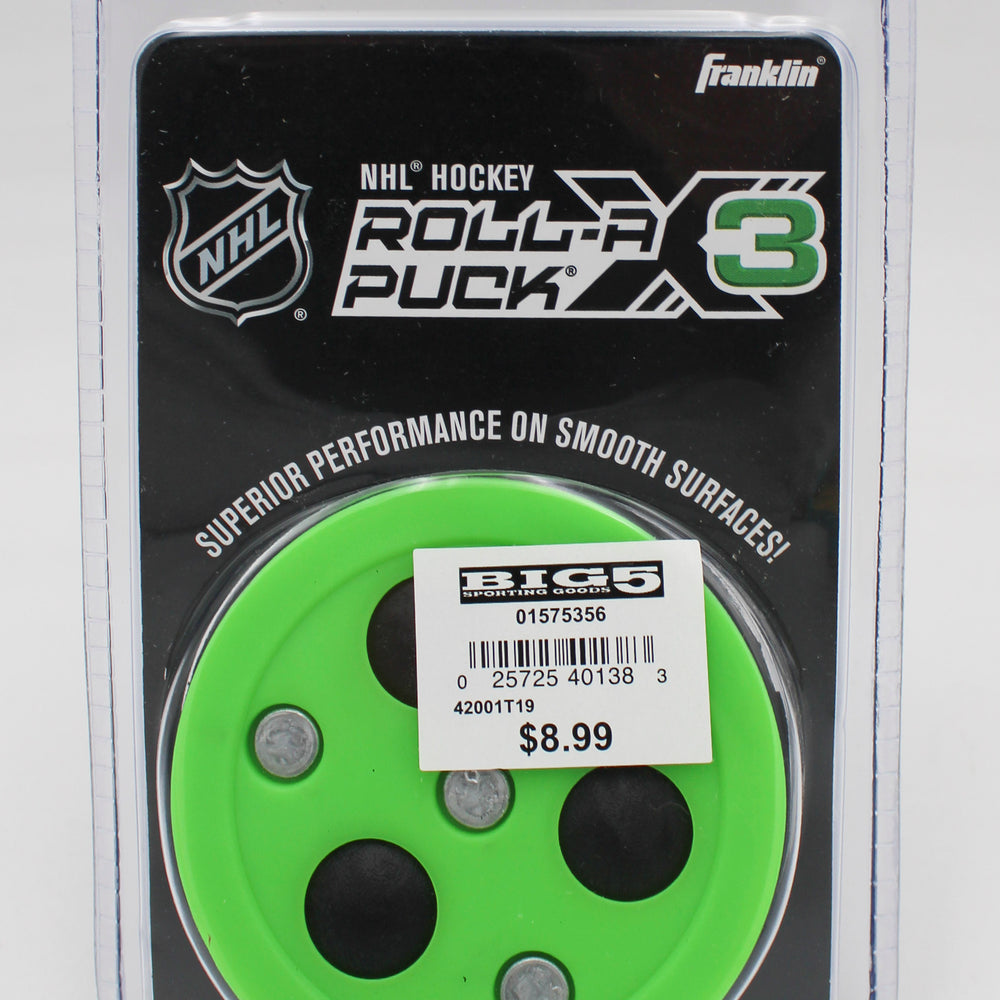 Franklin®
NHL® HOCKEY
NHL®
ROLL-A
PUCK®
X3
SUPERIOR PERFORMANCE ON SMOOTH SURFACES!
BIG5
SPORTING GOODS
01575356
0 25725 40138 3
42001T19
$8.99